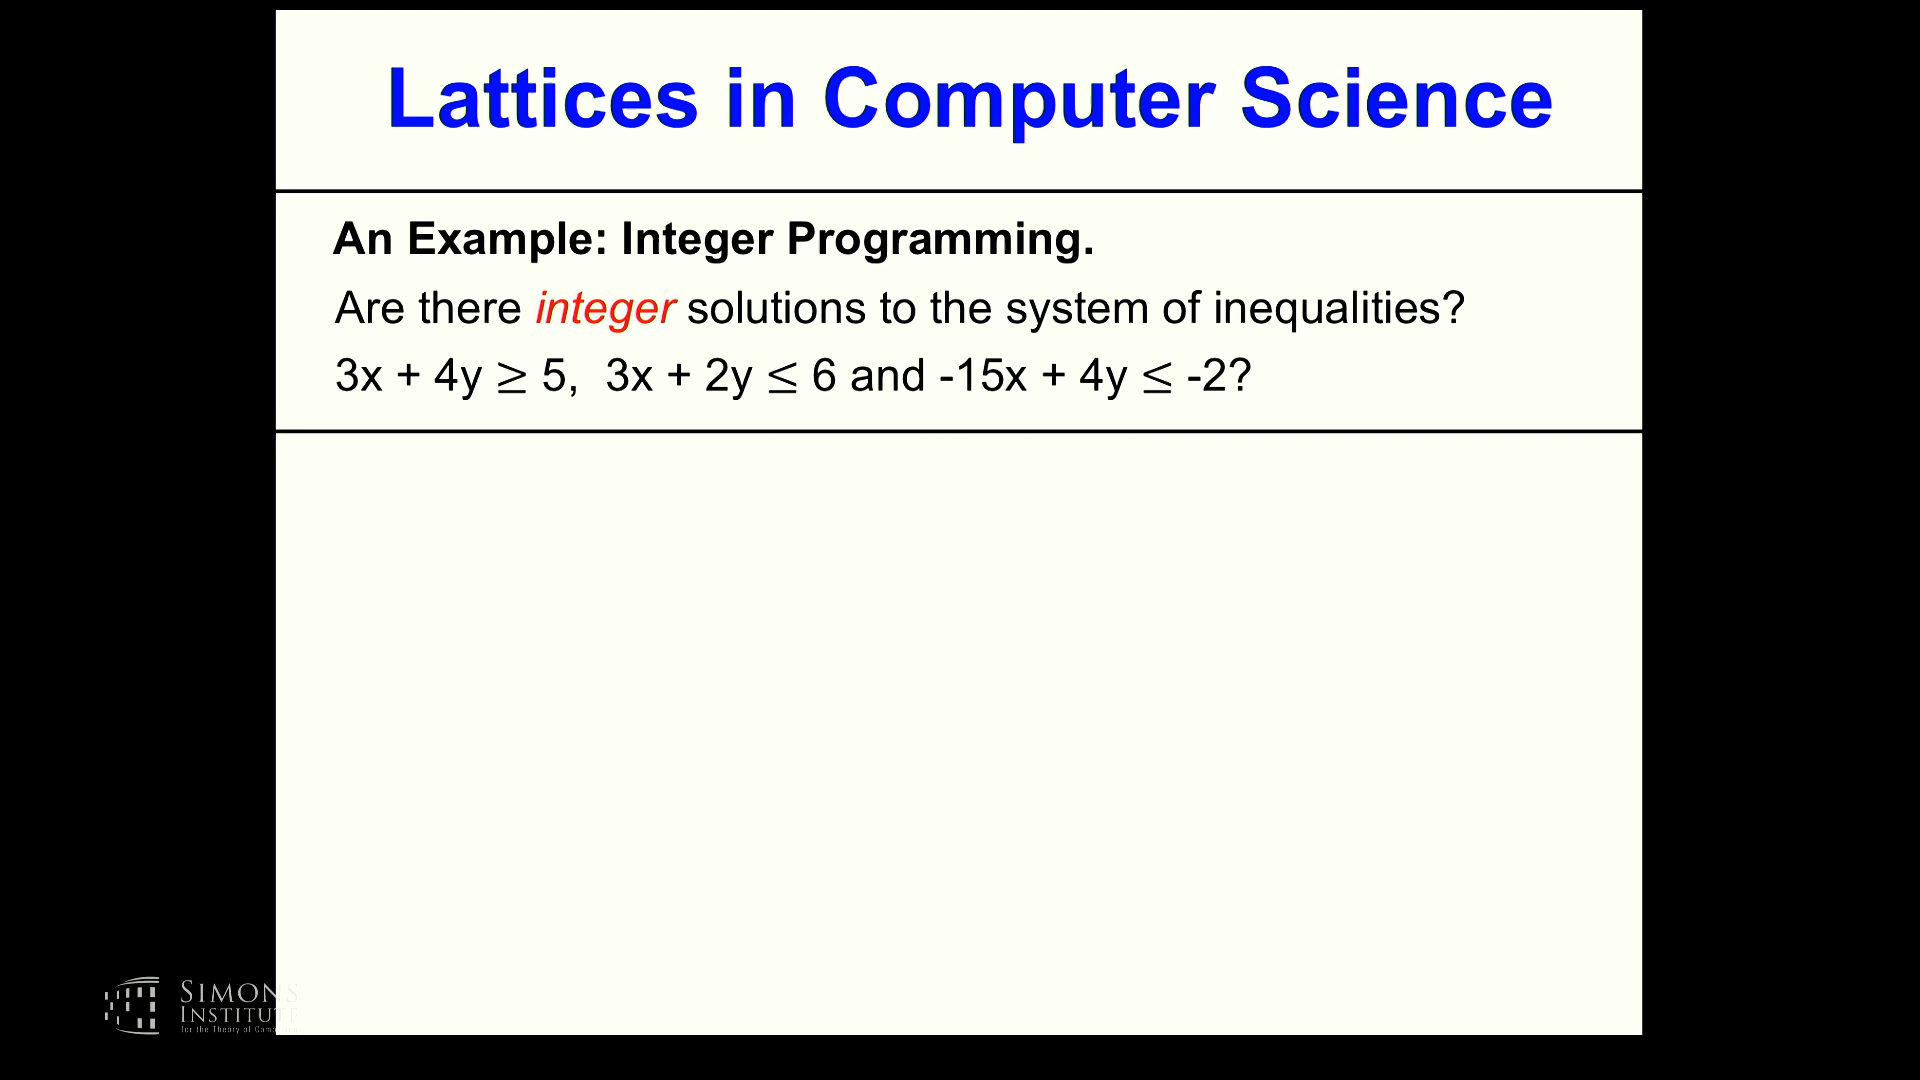 Lattices in Computer Science
An Example: Integer Programming.
Are there integer solutions to the system of inequalities?
3x + 4y ≥ 5, 3x + 2y ≤ 6 and -15x + 4y ≤ -2?
SIMONS
INSTITUTE
for the Theory of